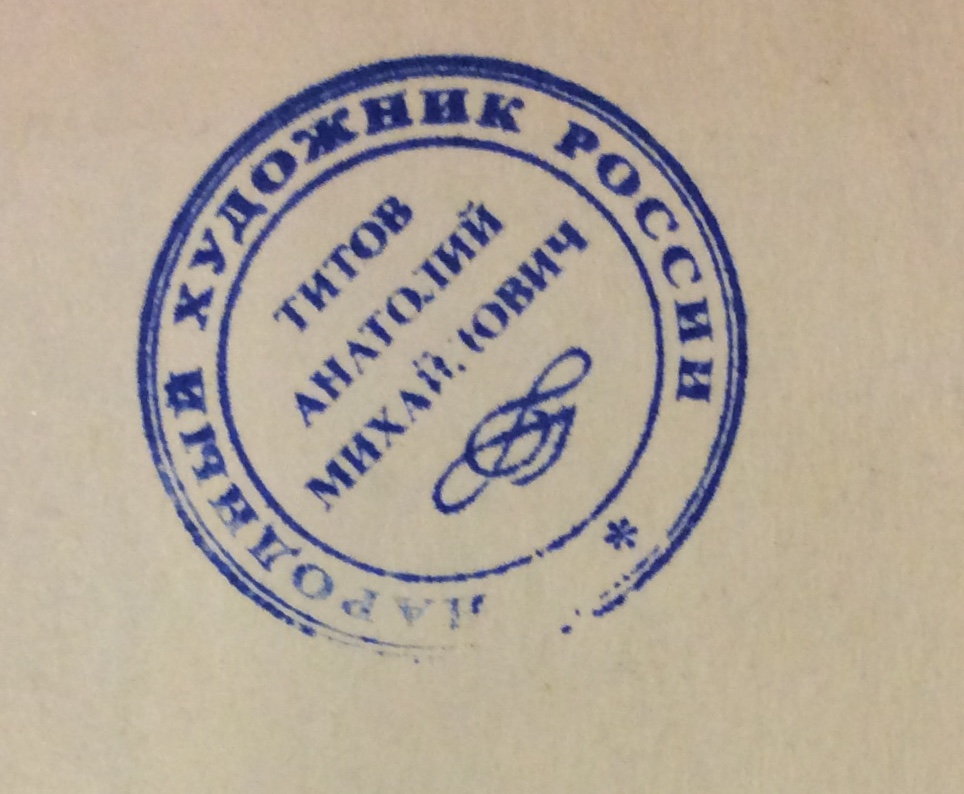 НАРОДНЫЙ ХУДОЖНИК РОССИИ *
ТИТОВ
АНАТОЛИЙ
МИХАЙЛОВИЧ